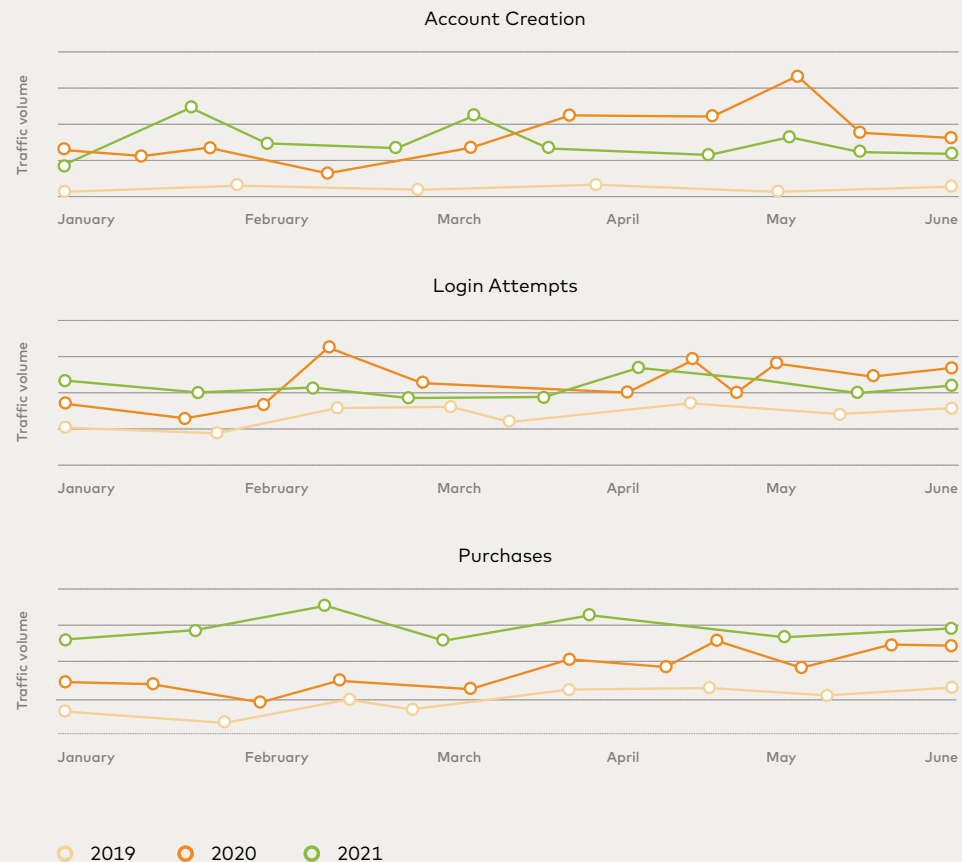 Account Creation
Traffic volume
January February March April May June
Login Attempts
Traffic volume
January February March April May June
Purchases
Traffic volume
January February March April May June
2019 2020 2021